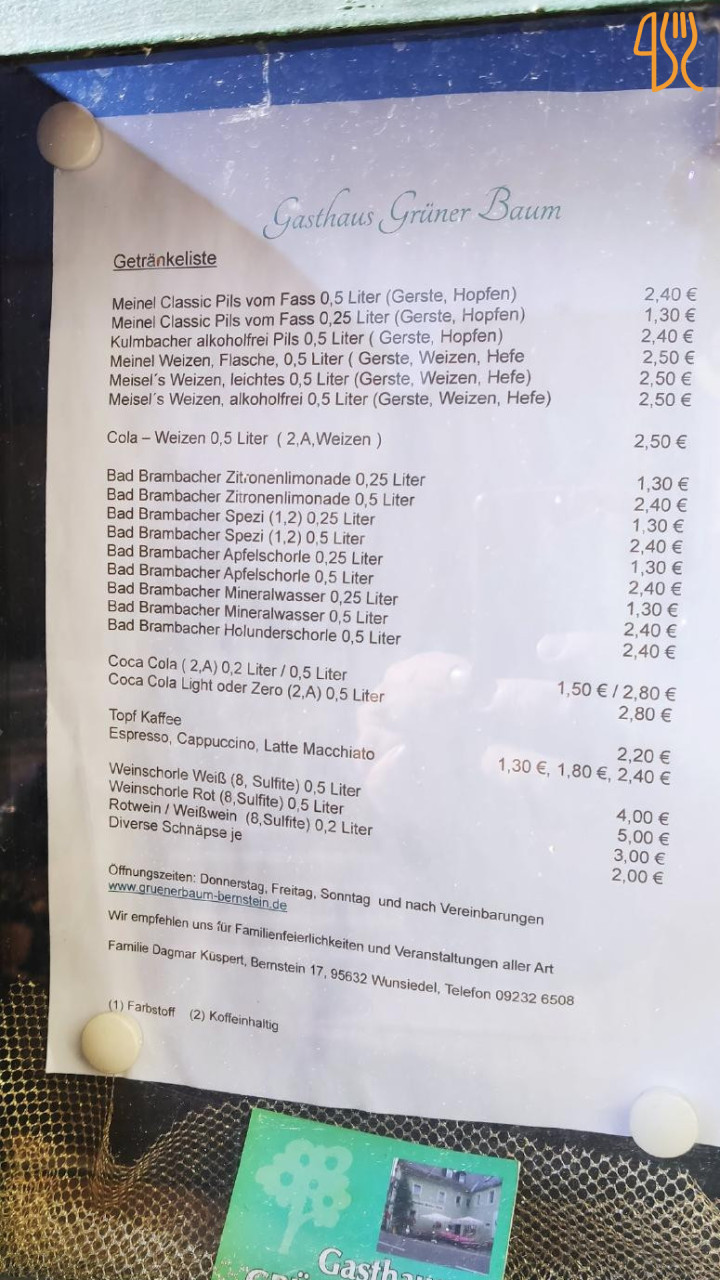 Gasthaus Grüner Baum
Getränkeliste
Meinel Classic Pils vom Fass 0,5 Liter (Gerste, Hopfen) 2,40 €
Meinel Classic Pils vom Fass 0,25 Liter (Gerste, Hopfen) 1,30 €
Kulmbacher alkoholfrei Pils 0,5 Liter ( Gerste, Hopfen) 2,40 €
Meinel Weizen, Flasche, 0,5 Liter ( Gerste, Weizen, Hefe 2,50 €
Meisel´s Weizen, leichtes 0,5 Liter (Gerste, Weizen, Hefe) 2,50 €
Meisel´s Weizen, alkoholfrei 0,5 Liter (Gerste, Weizen, Hefe) 2,50 €
Cola – Weizen 0,5 Liter ( 2,A,Weizen ) 2,50 €
Bad Brambacher Zitronenlimonade 0,25 Liter 1,30 €
Bad Brambacher Zitronenlimonade 0,5 Liter 2,40 €
Bad Brambacher Spezi (1,2) 0,25 Liter 1,30 €
Bad Brambacher Spezi (1,2) 0,5 Liter 2,40 €
Bad Brambacher Apfelschorle 0,25 Liter 1,30 €
Bad Brambacher Apfelschorle 0,5 Liter 2,40 €
Bad Brambacher Mineralwasser 0,25 Liter 1,30 €
Bad Brambacher Mineralwasser 0,5 Liter 2,40 €
Bad Brambacher Holunderschorle 0,5 Liter 2,40 €
Coca Cola ( 2,A) 0,2 Liter / 0,5 Liter 1,50 € / 2,80 €
Coca Cola Light oder Zero (2,A) 0,5 Liter 2,80 €
Topf Kaffee 2,20 €
Espresso, Cappuccino, Latte Macchiato 1,30 €, 1,80 €, 2,40 €
Weinschorle Weiß (8, Sulfite) 0,5 Liter 4,00 €
Weinschorle Rot (8,Sulfite) 0,5 Liter 5,00 €
Rotwein / Weißwein (8,Sulfite) 0,2 Liter 3,00 €
Diverse Schnäpse je 2,00 €
Öffnungszeiten: Donnerstag, Freitag, Sonntag und nach Vereinbarungen
www.gruenerbaum-bernstein.de
Wir empfehlen uns für Familienfeierlichkeiten und Veranstaltungen aller Art
Familie Dagmar Küspert, Bernstein 17, 95632 Wunsiedel, Telefon 09232 6508
(1) Farbstoff (2) Koffeinhaltig